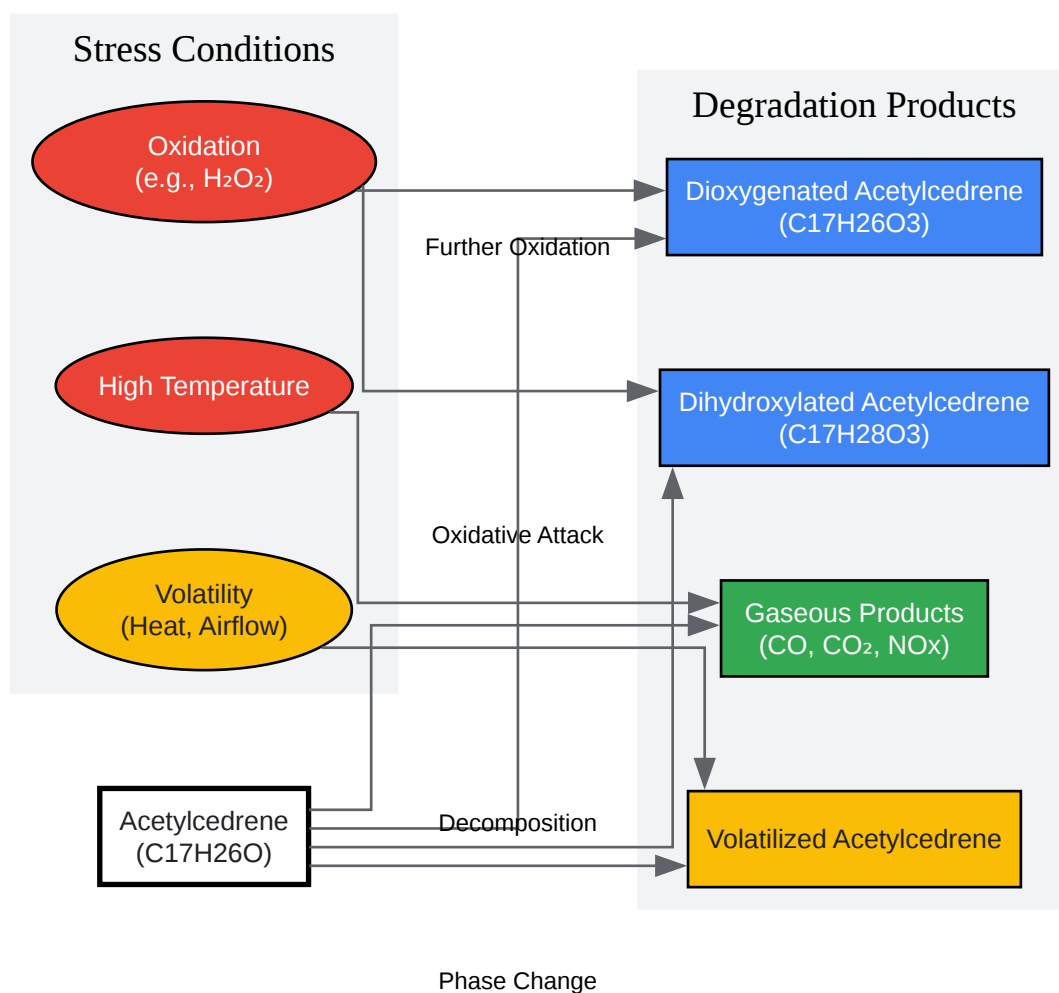 Stress Conditions
Oxidation
(e.g., H₂O₂)
High Temperature
Volatility
(Heat, Airflow)
Acetylcedrene
(C17H26O)
Further Oxidation
Oxidative Attack
Decomposition
Phase Change
Degradation Products
Dioxygenated Acetylcedrene
(C17H26O3)
Dihydroxylated Acetylcedrene
(C17H28O3)
Gaseous Products
(CO, CO₂, NOx)
Volatilized Acetylcedrene